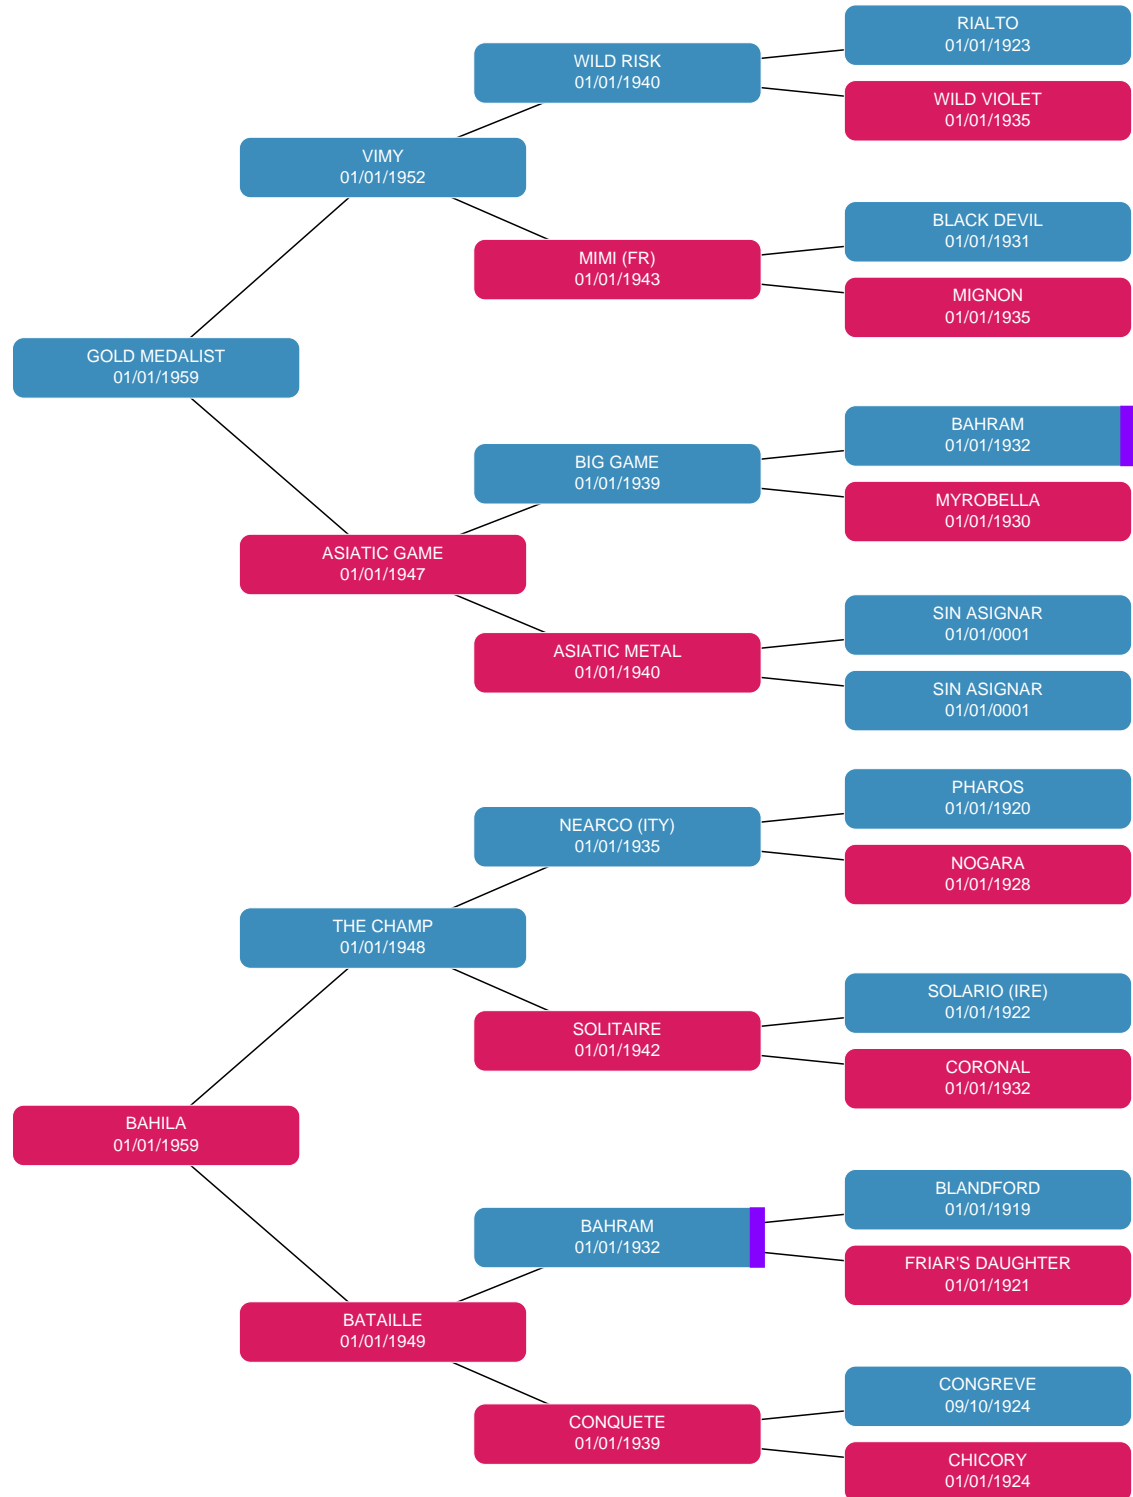 RIALTO
01/01/1923
WILD RISK
01/01/1940
WILD VIOLET
01/01/1935
VIMY
01/01/1952
BLACK DEVIL
01/01/1931
MIMI (FR)
01/01/1943
MIGNON
01/01/1935
GOLD MEDALIST
01/01/1959
BAHRAM
01/01/1932
BIG GAME
01/01/1939
MYROBELLA
01/01/1930
ASIATIC GAME
01/01/1947
SIN ASIGNAR
01/01/0001
ASIATIC METAL
01/01/1940
SIN ASIGNAR
01/01/0001
PHAROS
01/01/1920
NEARCO (ITY)
01/01/1935
NOGARA
01/01/1928
THE CHAMP
01/01/1948
SOLARIO (IRE)
01/01/1922
SOLITAIRE
01/01/1942
CORONAL
01/01/1932
BAHILA
01/01/1959
BLANDFORD
01/01/1919
BAHRAM
01/01/1932
FRIAR'S DAUGHTER
01/01/1921
BATAILLE
01/01/1949
CONGREVE
09/10/1924
CONQUETE
01/01/1939
CHICORY
01/01/1924